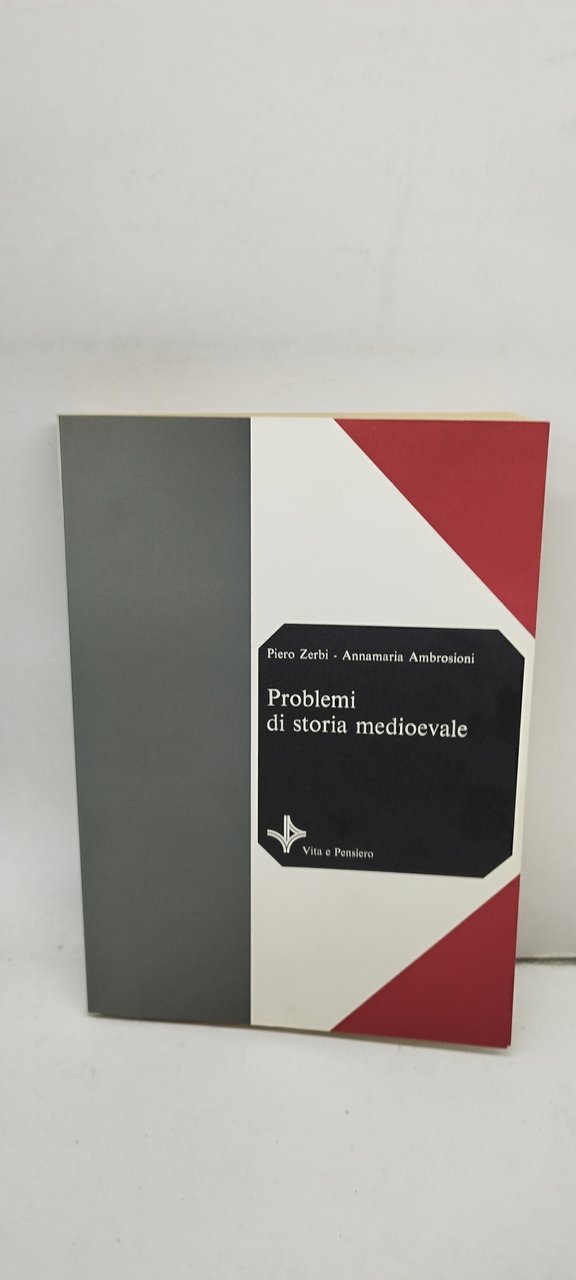 Piero Zerbi - Annamaria Ambrosioni
Problemi
di storia medioevale
Vita e Pensiero